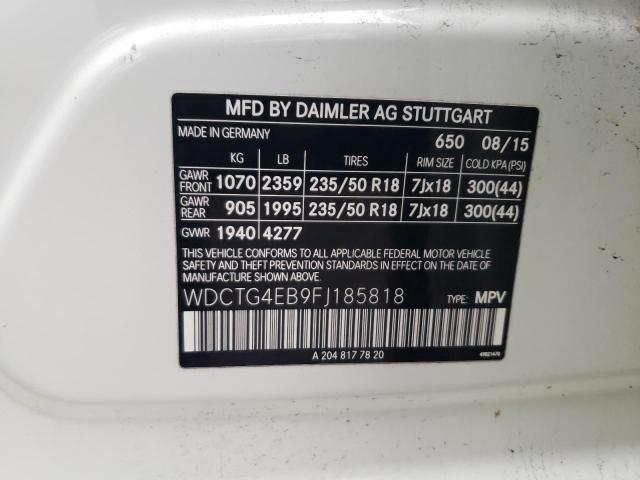 MFD BY DAIMLER AG STUTTGART
MADE IN GERMANY 650 08/15
KG LB TIRES RIM SIZE COLD KPA(PSI)
GAWR FRONT 1070 2359 235/50 R18 7Jx18 300(44)
GAWR REAR 905 1995 235/50 R18 7Jx18 300(44)
GVWR 1940 4277
THIS VEHICLE CONFORMS TO ALL APPLICABLE FEDERAL MOTOR VEHICLE
SAFETY AND THEFT PREVENTION STANDARDS IN EFFECT ON THE DATE OF
MANUFACTURE SHOWN ABOVE.
WDCTG4EB9FJ185818 TYPE: MPV
A 204 817 78 20